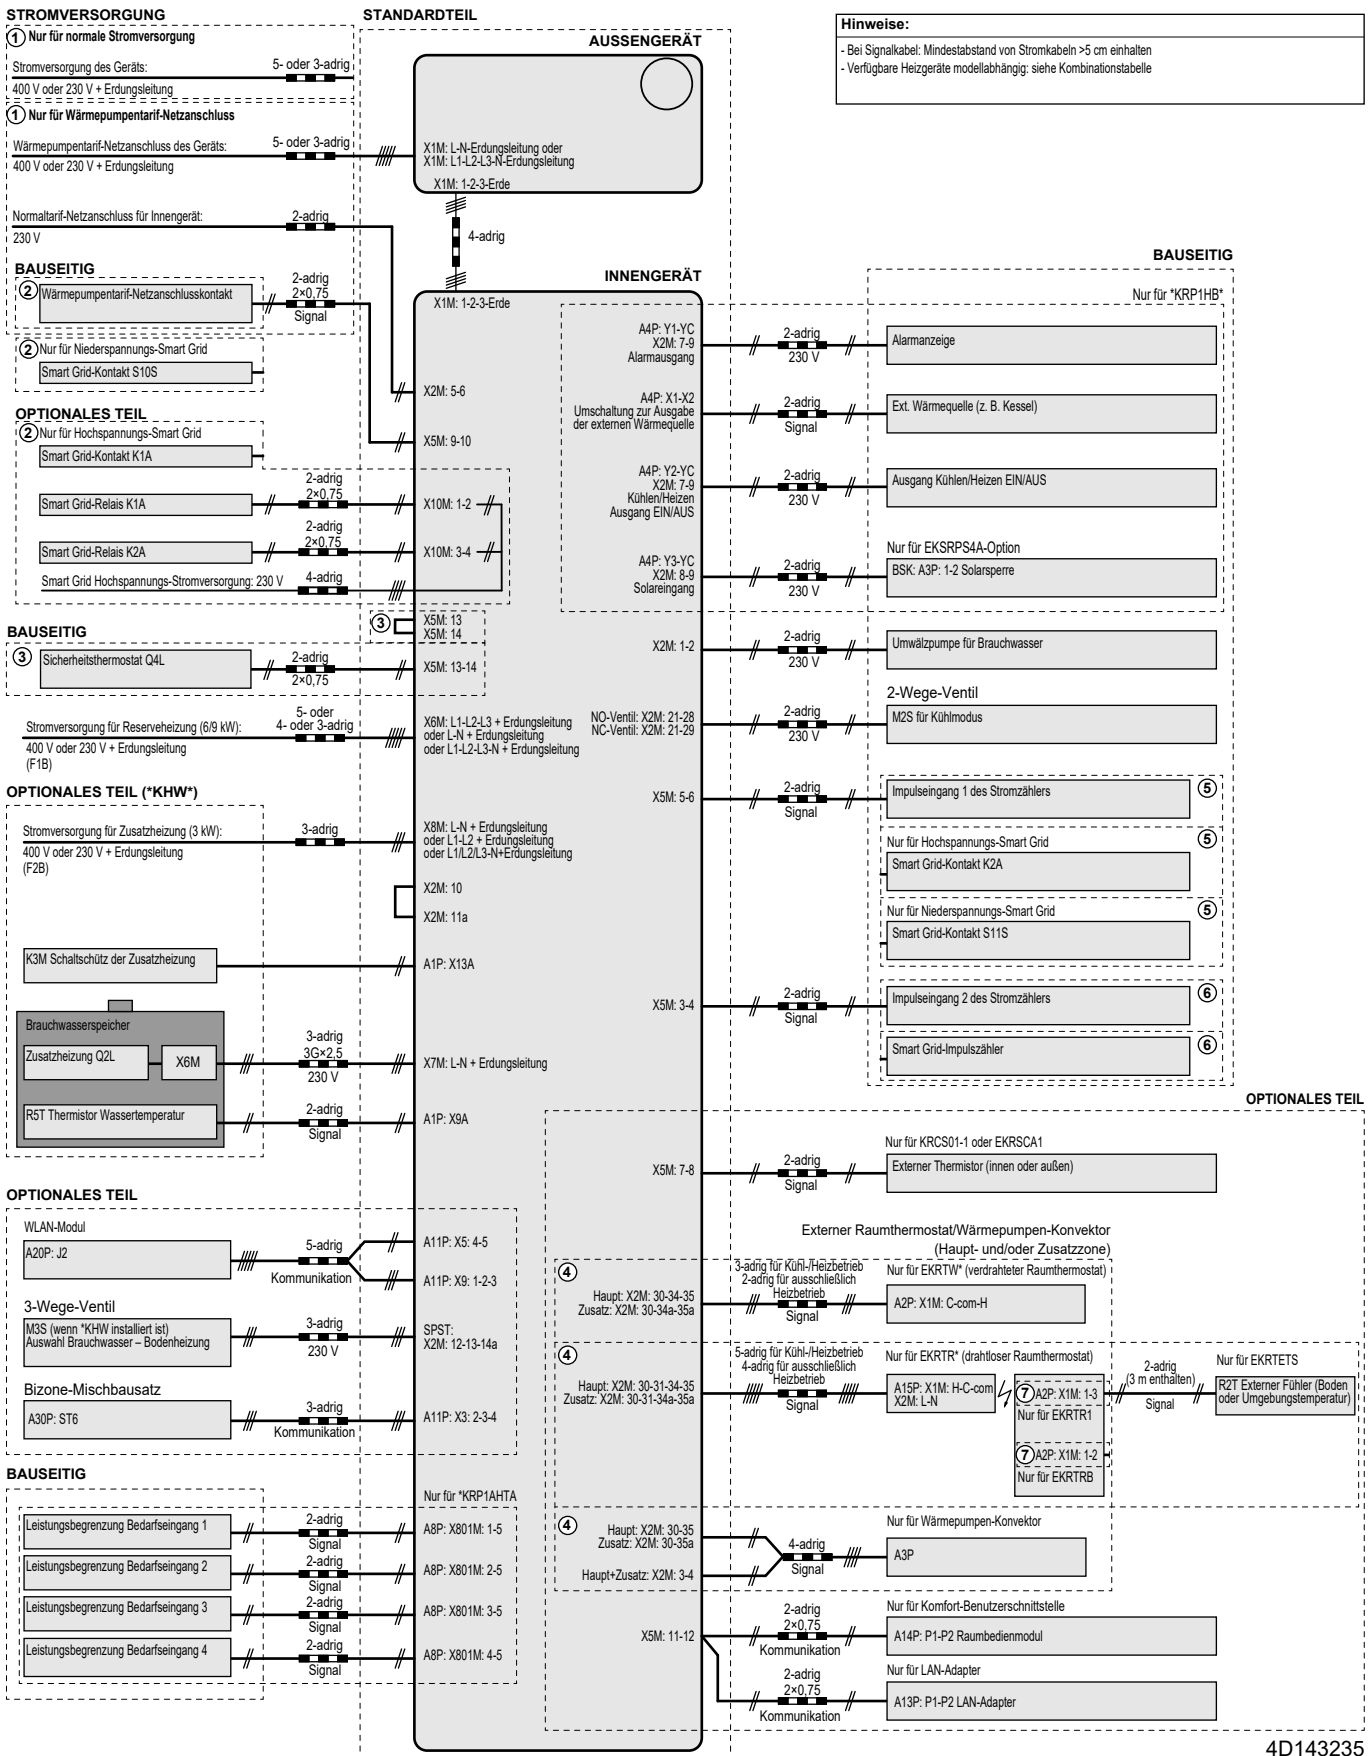 STROMVERSORGUNG
① Nur für normale Stromversorgung
Stromversorgung des Geräts:
5- oder 3-adrig
400 V oder 230 V + Erdungsleitung
① Nur für Wärmepumpentarif-Netzanschluss
Wärmepumpentarif-Netzanschluss des Geräts:
5- oder 3-adrig
400 V oder 230 V + Erdungsleitung
Normaltarif-Netzanschluss für Innengerät:
2-adrig
230 V
BAUSEITIG
② Wärmepumpentarif-Netzanschlusskontakt
2-adrig
2×0,75
Signal
② Nur für Niederspannungs-Smart Grid
Smart Grid-Kontakt S10S
OPTIONALES TEIL
② Nur für Hochspannungs-Smart Grid
Smart Grid-Kontakt K1A
Smart Grid-Relais K1A
2-adrig
2×0,75
Smart Grid-Relais K2A
2-adrig
2×0,75
Smart Grid Hochspannungs-Stromversorgung: 230 V
4-adrig
BAUSEITIG
③ Sicherheitsthermostat Q4L
2-adrig
2×0,75
Stromversorgung für Reserveheizung (6/9 kW):
5- oder
4- oder 3-adrig
400 V oder 230 V + Erdungsleitung
(F1B)
OPTIONALES TEIL (*KHW*)
Stromversorgung für Zusatzheizung (3 kW):
3-adrig
400 V oder 230 V + Erdungsleitung
(F2B)
K3M Schaltschütz der Zusatzheizung
Brauchwasserspeicher
Zusatzheizung Q2L
X6M
3-adrig
3G×2,5
230 V
R5T Thermistor Wassertemperatur
2-adrig
Signal
OPTIONALES TEIL
WLAN-Modul
A20P: J2
5-adrig
Kommunikation
3-Wege-Ventil
M3S (wenn *KHW installiert ist)
Auswahl Brauchwasser – Bodenheizung
3-adrig
230 V
Bizone-Mischbausatz
A30P: ST6
3-adrig
Kommunikation
BAUSEITIG
Leistungsbegrenzung Bedarfseingang 1
2-adrig
Signal
Leistungsbegrenzung Bedarfseingang 2
2-adrig
Signal
Leistungsbegrenzung Bedarfseingang 3
2-adrig
Signal
Leistungsbegrenzung Bedarfseingang 4
2-adrig
Signal
STANDARDTEIL
AUSSENGERÄT
X1M: L-N-Erdungsleitung oder
X1M: L1-L2-L3-N-Erdungsleitung
X1M: 1-2-3-Erde
4-adrig
INNENGERÄT
X1M: 1-2-3-Erde
X2M: 5-6
X5M: 9-10
X10M: 1-2
X10M: 3-4
③
X5M: 13
X5M: 14
X5M: 13-14
X6M: L1-L2-L3 + Erdungsleitung
oder L-N + Erdungsleitung
oder L1-L2-L3-N + Erdungsleitung
X8M: L-N + Erdungsleitung
oder L1-L2 + Erdungsleitung
oder L1/L2/L3-N+Erdungsleitung
X2M: 10
X2M: 11a
A1P: X13A
X7M: L-N + Erdungsleitung
A1P: X9A
A11P: X5: 4-5
A11P: X9: 1-2-3
SPST:
X2M: 12-13-14a
A11P: X3: 2-3-4
Nur für *KRP1AHTA
A8P: X801M: 1-5
A8P: X801M: 2-5
A8P: X801M: 3-5
A8P: X801M: 4-5
Hinweise:
- Bei Signalkabel: Mindestabstand von Stromkabeln >5 cm einhalten
- Verfügbare Heizgeräte modellabhängig: siehe Kombinationstabelle
BAUSEITIG
Nur für *KRP1HB*
A4P: Y1-YC
X2M: 7-9
Alarmausgang
2-adrig
230 V
Alarmanzeige
A4P: X1-X2
Umschaltung zur Ausgabe
der externen Wärmequelle
2-adrig
Signal
Ext. Wärmequelle (z. B. Kessel)
A4P: Y2-YC
X2M: 7-9
Kühlen/Heizen
Ausgang EIN/AUS
2-adrig
230 V
Ausgang Kühlen/Heizen EIN/AUS
Nur für EKSRPS4A-Option
A4P: Y3-YC
X2M: 8-9
Solareingang
2-adrig
230 V
BSK: A3P: 1-2 Solarsperre
X2M: 1-2
2-adrig
230 V
Umwälzpumpe für Brauchwasser
2-Wege-Ventil
NO-Ventil: X2M: 21-28
NC-Ventil: X2M: 21-29
2-adrig
230 V
M2S für Kühlmodus
X5M: 5-6
2-adrig
Signal
Impulseingang 1 des Stromzählers ⑤
Nur für Hochspannungs-Smart Grid ⑤
Smart Grid-Kontakt K2A
Nur für Niederspannungs-Smart Grid ⑤
Smart Grid-Kontakt S11S
X5M: 3-4
2-adrig
Signal
Impulseingang 2 des Stromzählers ⑥
Smart Grid-Impulszähler ⑥
OPTIONALES TEIL
Nur für KRCS01-1 oder EKRSCA1
X5M: 7-8
2-adrig
Signal
Externer Thermistor (innen oder außen)
Externer Raumthermostat/Wärmepumpen-Konvektor
(Haupt- und/oder Zusatzzone)
④
Haupt: X2M: 30-34-35
Zusatz: X2M: 30-34a-35a
3-adrig für Kühl-/Heizbetrieb
2-adrig für ausschließlich
Heizbetrieb
Signal
Nur für EKRTW* (verdrahteter Raumthermostat)
A2P: X1M: C-com-H
④
Haupt: X2M: 30-31-34-35
Zusatz: X2M: 30-31-34a-35a
5-adrig für Kühl-/Heizbetrieb
4-adrig für ausschließlich
Heizbetrieb
Signal
Nur für EKRTR* (drahtloser Raumthermostat)
A15P: X1M: H-C-com
X2M: L-N
⑦ A2P: X1M: 1-3
Nur für EKRTR1
⑦ A2P: X1M: 1-2
Nur für EKRTRB
2-adrig
(3 m enthalten)
Signal
Nur für EKRTETS
R2T Externer Fühler (Boden
oder Umgebungstemperatur)
④
Haupt: X2M: 30-35
Zusatz: X2M: 30-35a
Haupt+Zusatz: X2M: 3-4
4-adrig
Signal
Nur für Wärmepumpen-Konvektor
A3P
X5M: 11-12
2-adrig
2×0,75
Kommunikation
Nur für Komfort-Benutzerschnittstelle
A14P: P1-P2 Raumbedienmodul
2-adrig
2×0,75
Kommunikation
Nur für LAN-Adapter
A13P: P1-P2 LAN-Adapter
4D143235